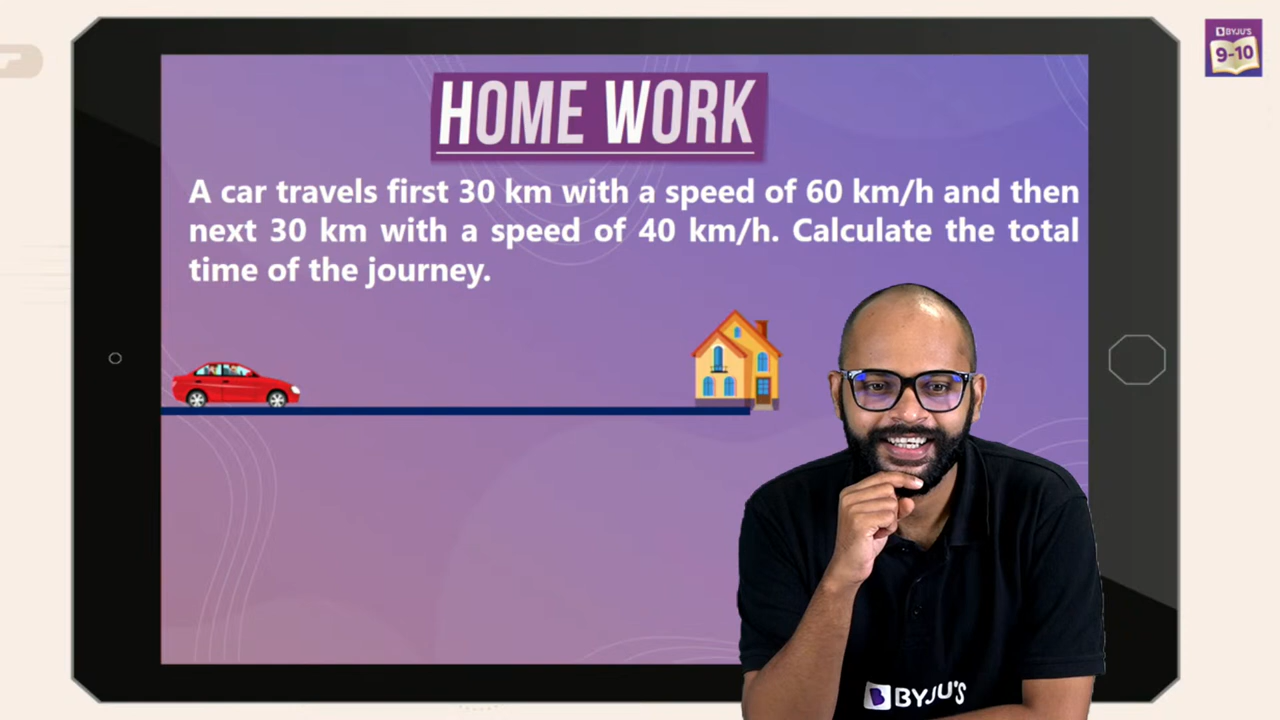 BYJU'S
9-10
HOME WORK
A car travels first 30 km with a speed of 60 km/h and then
next 30 km with a speed of 40 km/h. Calculate the total
time of the journey.
BYJU'S